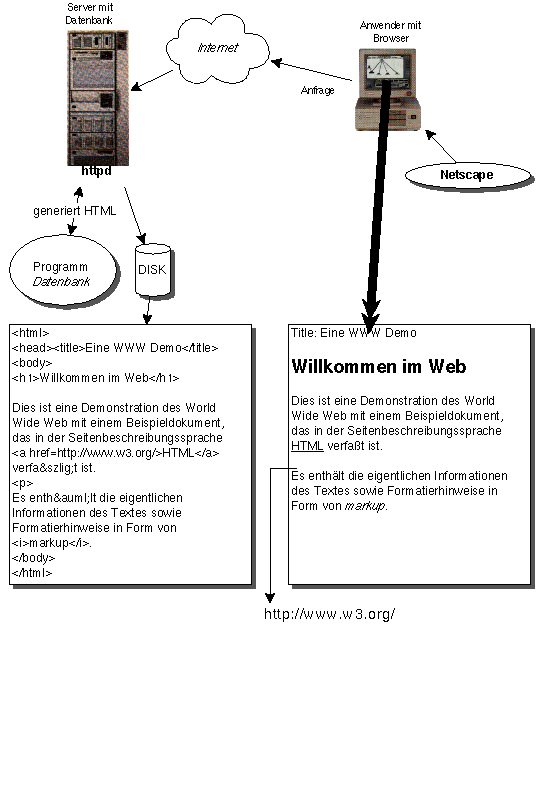 Server mit
Datenbank
Internet
Anwender mit
Browser
Anfrage
httpd
Netscape
generiert HTML
Programm
Datenbank
DISK
<html>
<head><title>Eine WWW Demo</title>
<body>
<h1>Willkommen im Web</h1>
Dies ist eine Demonstration des World
Wide Web mit einem Beispieldokument,
das in der Seitenbeschreibungssprache
<a href=http://www.w3.org/>HTML</a>
verfa&szlig;t ist.
<p>
Es enth&auml;lt die eigentlichen
Informationen des Textes sowie
Formatierhinweise in Form von
<i>markup</i>.
</body>
</html>
Title: Eine WWW Demo
Willkommen im Web
Dies ist eine Demonstration des World
Wide Web mit einem Beispieldokument,
das in der Seitenbeschreibungssprache
HTML verfaßt ist.
Es enthält die eigentlichen Informationen
des Textes sowie Formatierhinweise in
Form von markup.
http://www.w3.org/